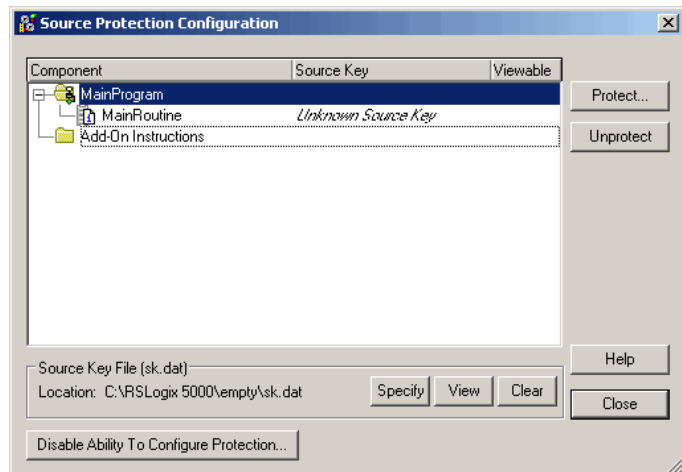 Source Protection Configuration
Component Source Key Viewable
MainProgram
MainRoutine Unknown Source Key
Add-On Instructions
Protect...
Unprotect
Help
Close
Source Key File (sk.dat)
Location: C:\RSLogix 5000\empty\sk.dat Specify View Clear
Disable Ability To Configure Protection...